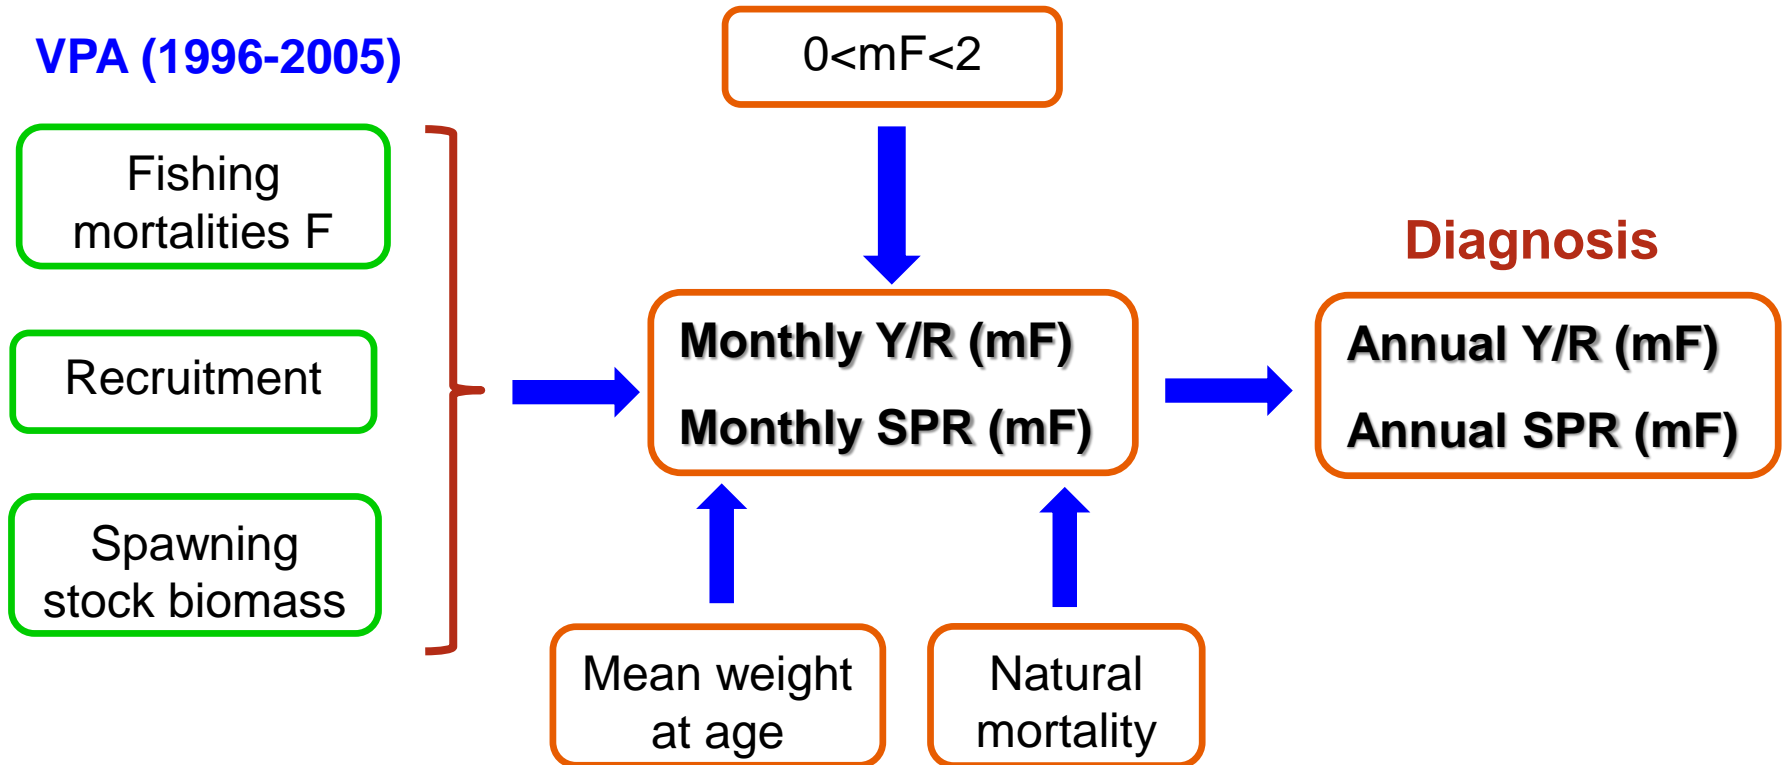 VPA (1996-2005)
0<mF<2
Fishing
mortalities F
Recruitment
Spawning
stock biomass
Monthly Y/R (mF)
Monthly SPR (mF)
Mean weight
at age
Natural
mortality
Diagnosis
Annual Y/R (mF)
Annual SPR (mF)